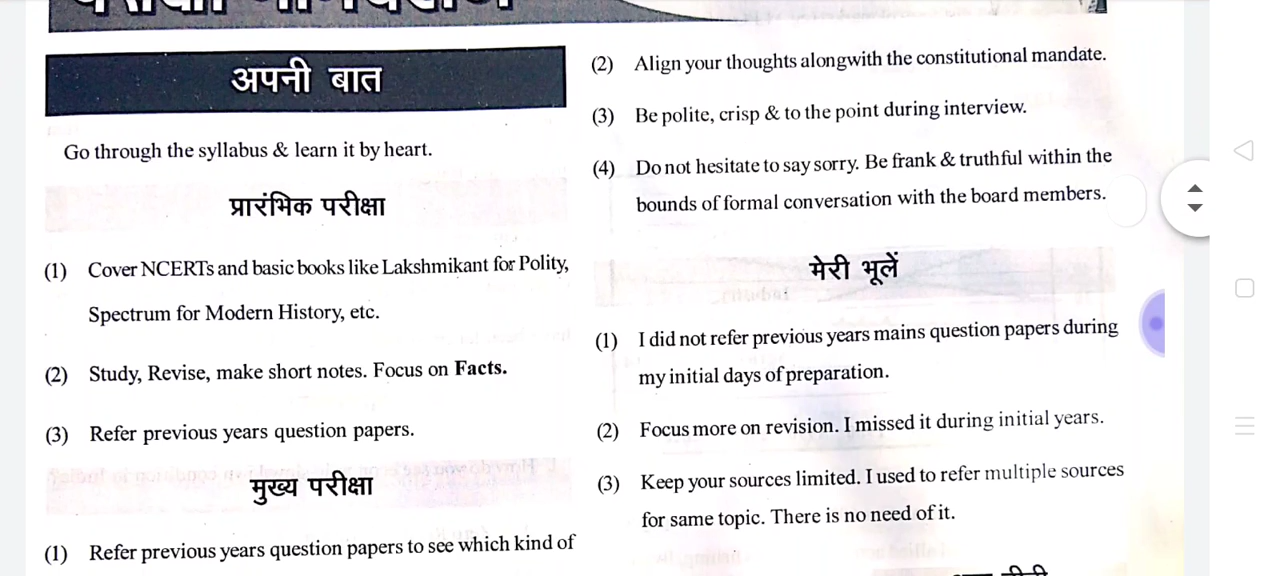 अपनी बात
Go through the syllabus & learn it by heart.
प्रारंभिक परीक्षा
(1) Cover NCERTs and basic books like Lakshmikant for Polity,
Spectrum for Modern History, etc.
(2) Study, Revise, make short notes. Focus on Facts.
(3) Refer previous years question papers.
मुख्य परीक्षा
(1) Refer previous years question papers to see which kind of
(2) Align your thoughts alongwith the constitutional mandate.
(3) Be polite, crisp & to the point during interview.
(4) Do not hesitate to say sorry. Be frank & truthful within the
bounds of formal conversation with the board members.
मेरी भूलें
(1) I did not refer previous years mains question papers during
my initial days of preparation.
(2) Focus more on revision. I missed it during initial years.
(3) Keep your sources limited. I used to refer multiple sources
for same topic. There is no need of it.